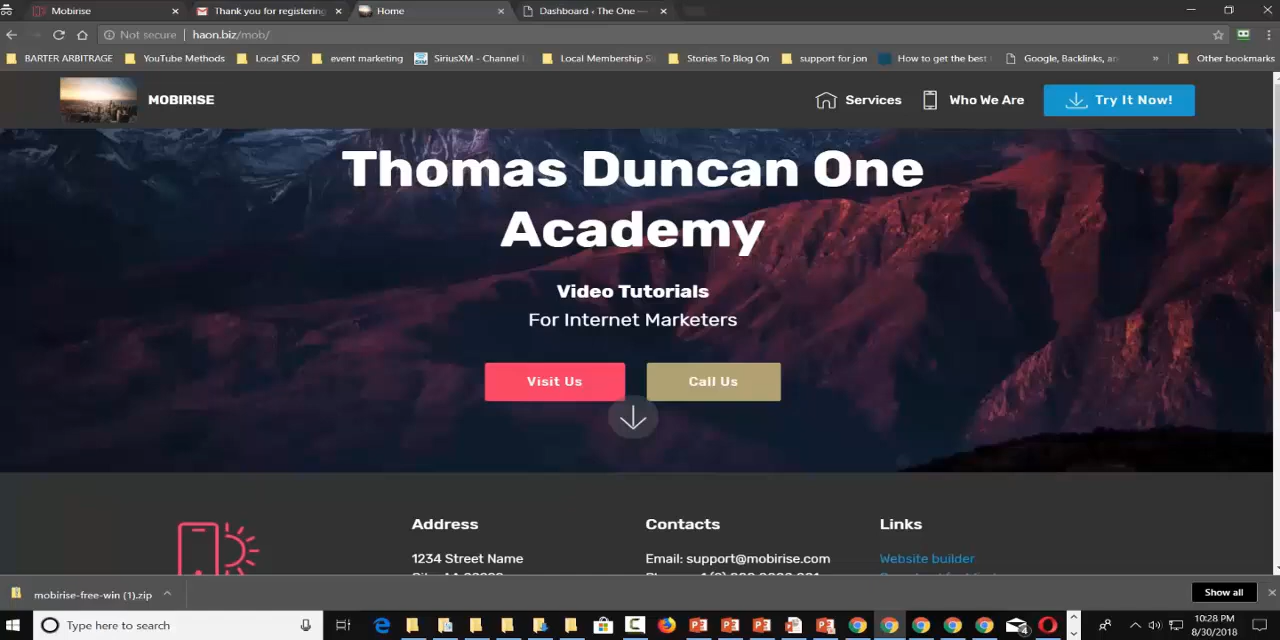 Mobirise
Thank you for registering
Home
Dashboard ‹ The One —
Not secure
haon.biz/mob/
BARTER ARBITRAGE
YouTube Methods
Local SEO
event marketing
SiriusXM - Channel
Local Membership
Stories To Blog On
support for jon
How to get the best
Google, Backlinks,
»
Other bookmarks
MOBIRISE
Services
Who We Are
Try It Now!
Thomas Duncan One
Academy
Video Tutorials
For Internet Marketers
Visit Us
Call Us
Address
Contacts
Links
1234 Street Name
Email: support@mobirise.com
Website builder
mobirise-free-win (1).zip
Show all
Type here to search
4
10:28 PM
8/30/2018